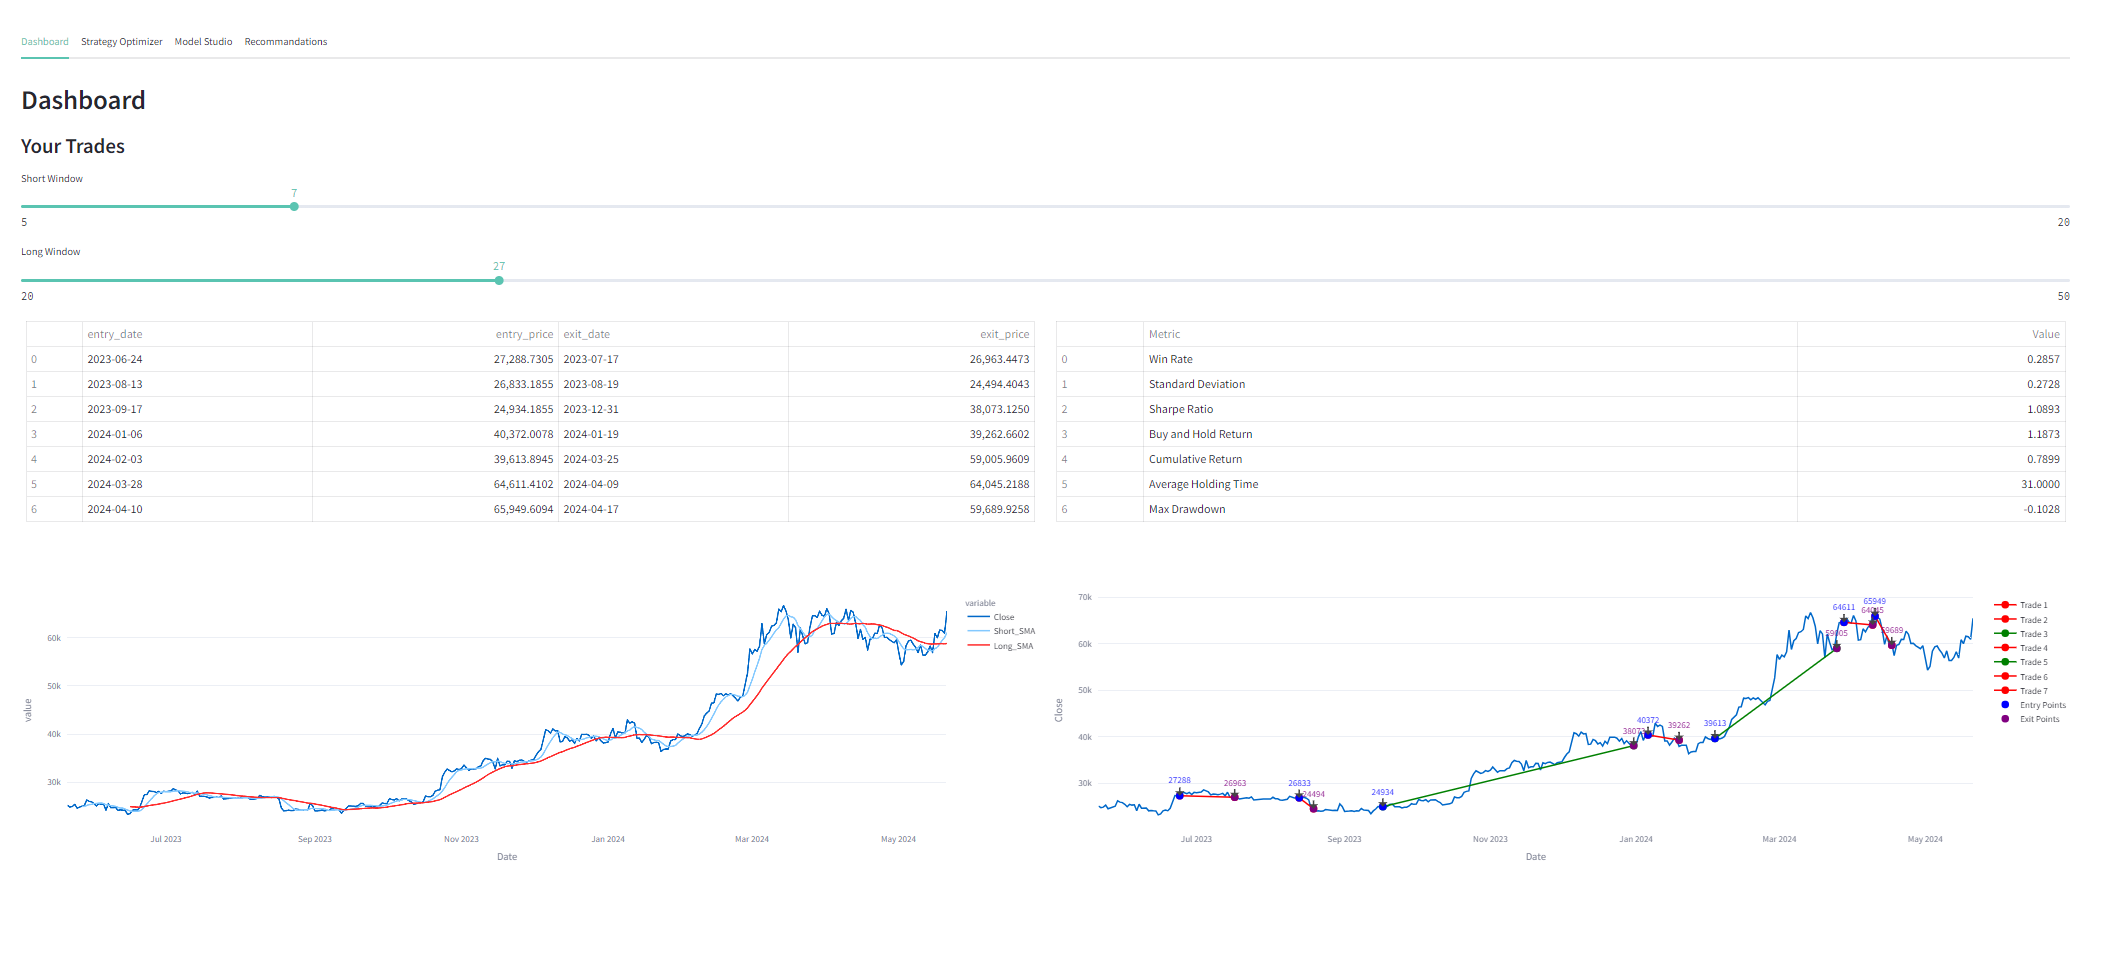 Dashboard Strategy Optimizer Model Studio Recommandations
Dashboard
Your Trades
Short Window
7
5 20
Long Window
27
20 50
entry_date entry_price exit_date exit_price
0 2023-06-24 27,288.7305 2023-07-17 26,963.4473
1 2023-08-13 26,833.1855 2023-08-19 24,494.4043
2 2023-09-17 24,934.1855 2023-12-31 38,073.1250
3 2024-01-06 40,372.0078 2024-01-19 39,262.6602
4 2024-02-03 39,613.8945 2024-03-25 59,005.9609
5 2024-03-28 64,611.4102 2024-04-09 64,045.2188
6 2024-04-10 65,949.6094 2024-04-17 59,689.9258
Metric Value
0 Win Rate 0.2857
1 Standard Deviation 0.2728
2 Sharpe Ratio 1.0893
3 Buy and Hold Return 1.1873
4 Cumulative Return 0.7899
5 Average Holding Time 31.0000
6 Max Drawdown -0.1028
variable
Close
Short_SMA
Long_SMA
value
60k
50k
40k
30k
Jul 2023 Sep 2023 Nov 2023 Jan 2024 Mar 2024 May 2024
Date
Close
70k
60k
50k
40k
30k
27288
26963
26833
24494
24934
40372
39262
39613
64611
65949
Jul 2023 Sep 2023 Nov 2023 Jan 2024 Mar 2024 May 2024
Date
Trade 1
Trade 2
Trade 3
Trade 4
Trade 5
Trade 6
Trade 7
Entry Points
Exit Points